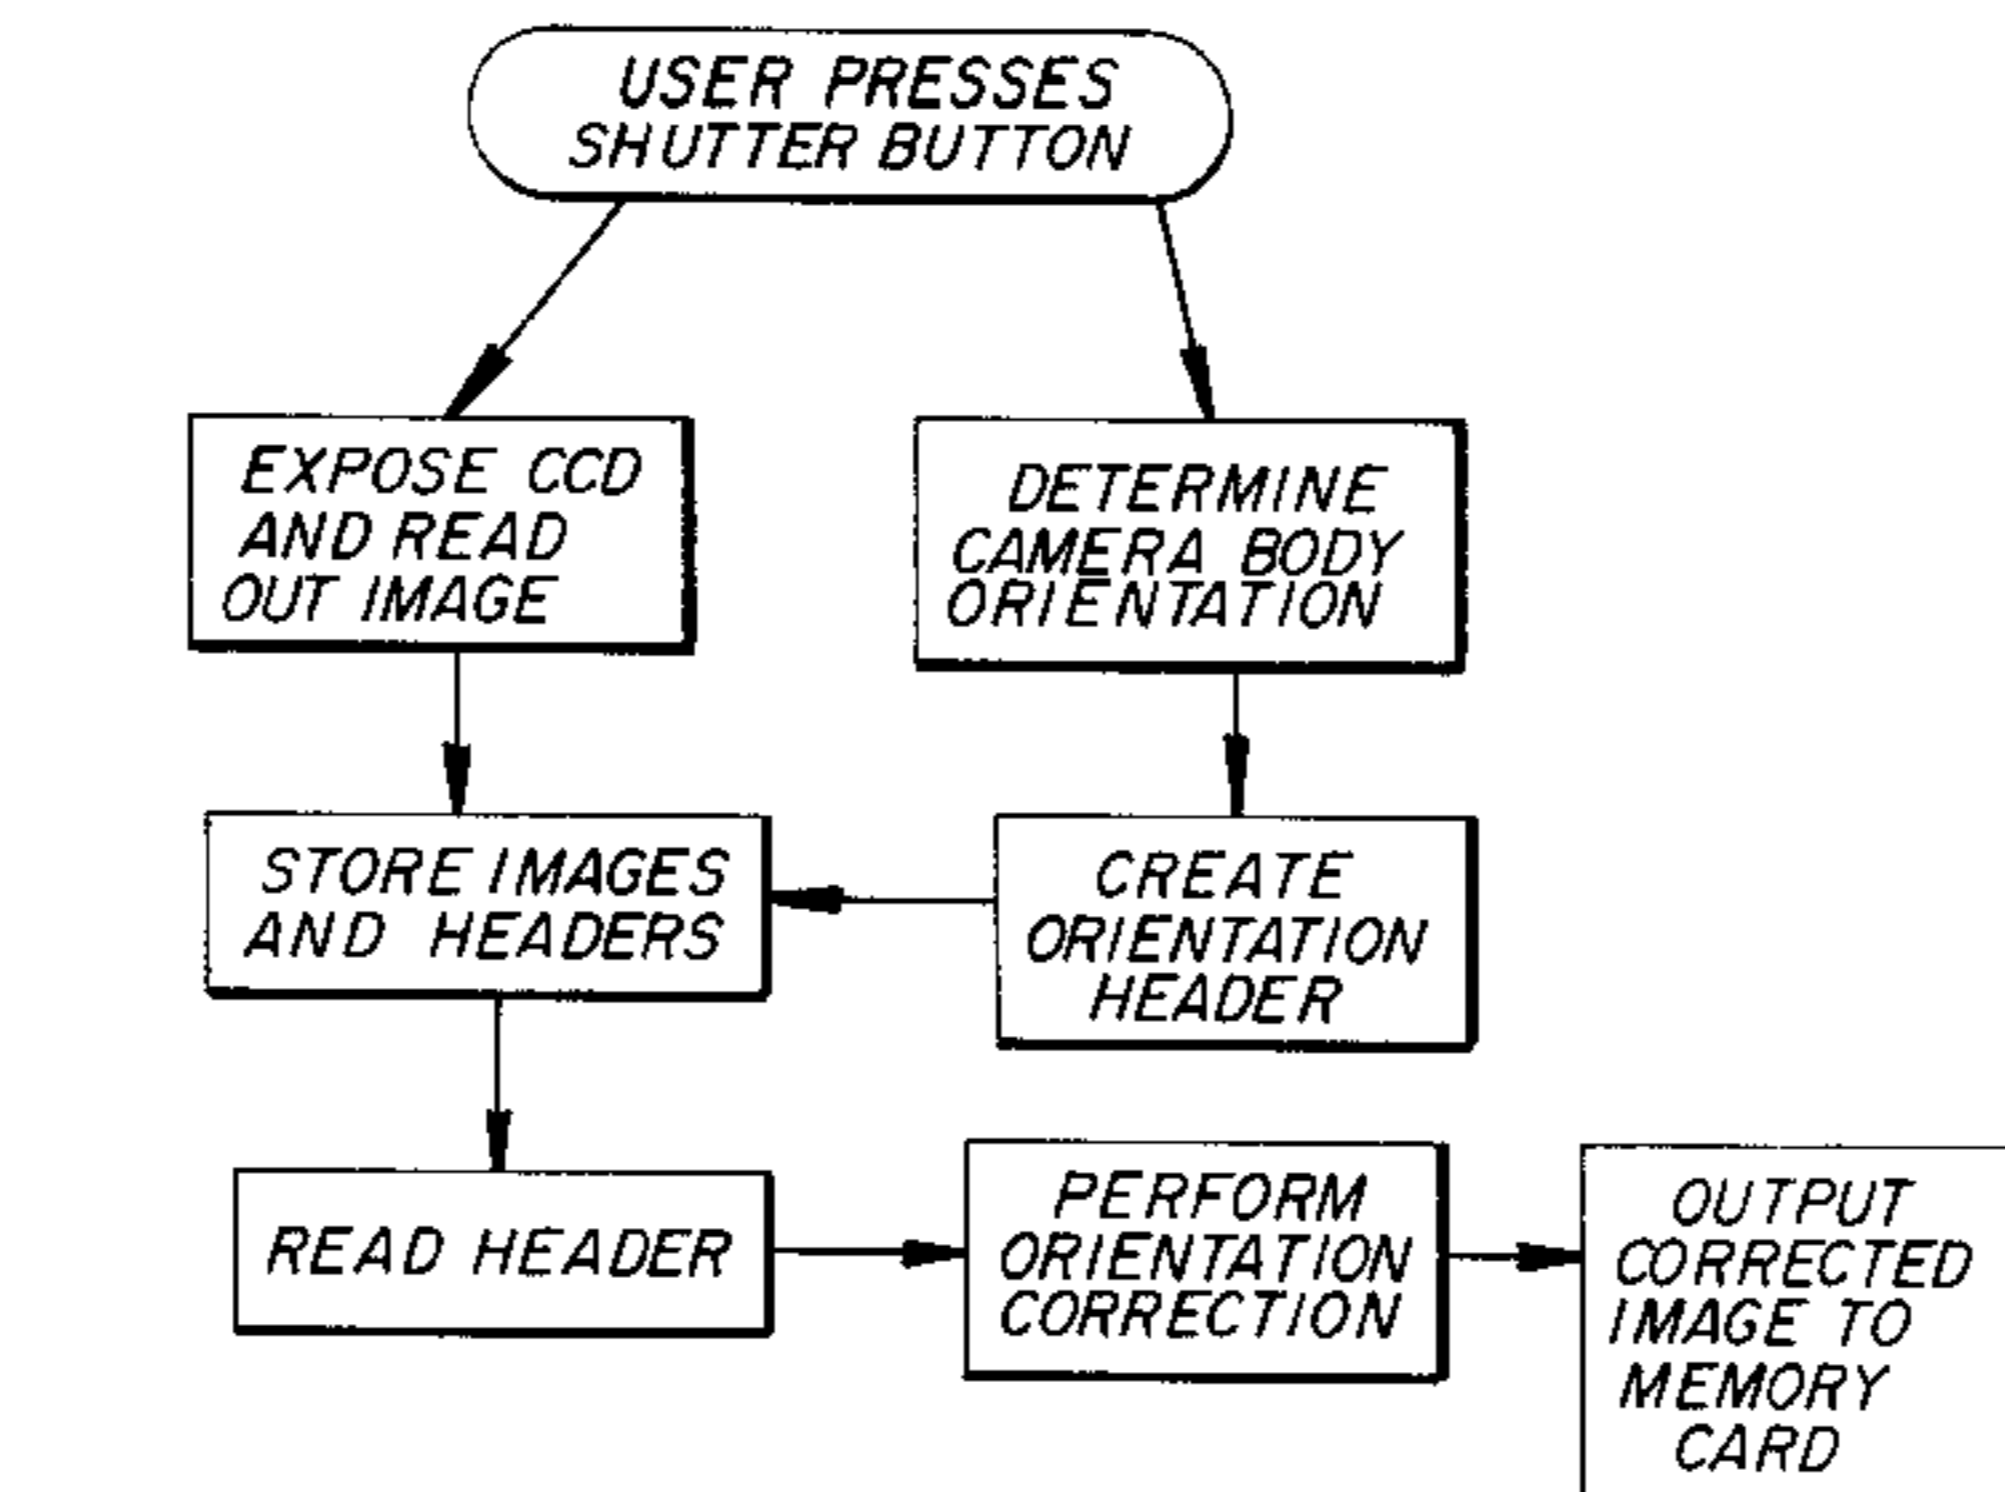 USER PRESSES
SHUTTER BUTTON
EXPOSE CCD
AND READ
OUT IMAGE
DETERMINE
CAMERA BODY
ORIENTATION
STORE IMAGES
AND HEADERS
CREATE
ORIENTATION
HEADER
READ HEADER
PERFORM
ORIENTATION
CORRECTION
OUTPUT
CORRECTED
IMAGE TO
MEMORY
CARD